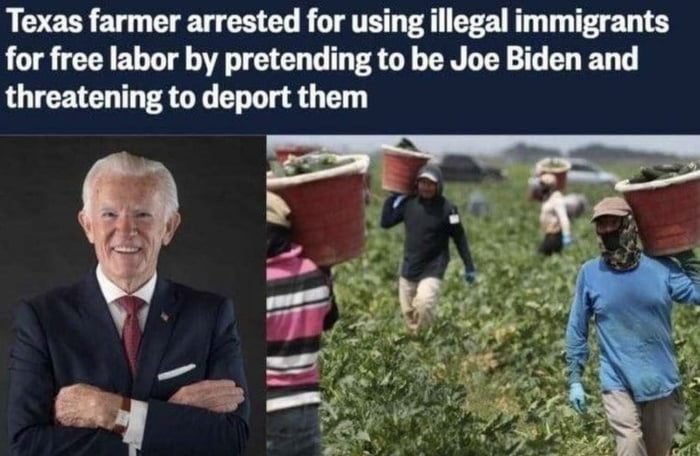 Texas farmer arrested for using illegal immigrants
for free labor by pretending to be Joe Biden and
threatening to deport them